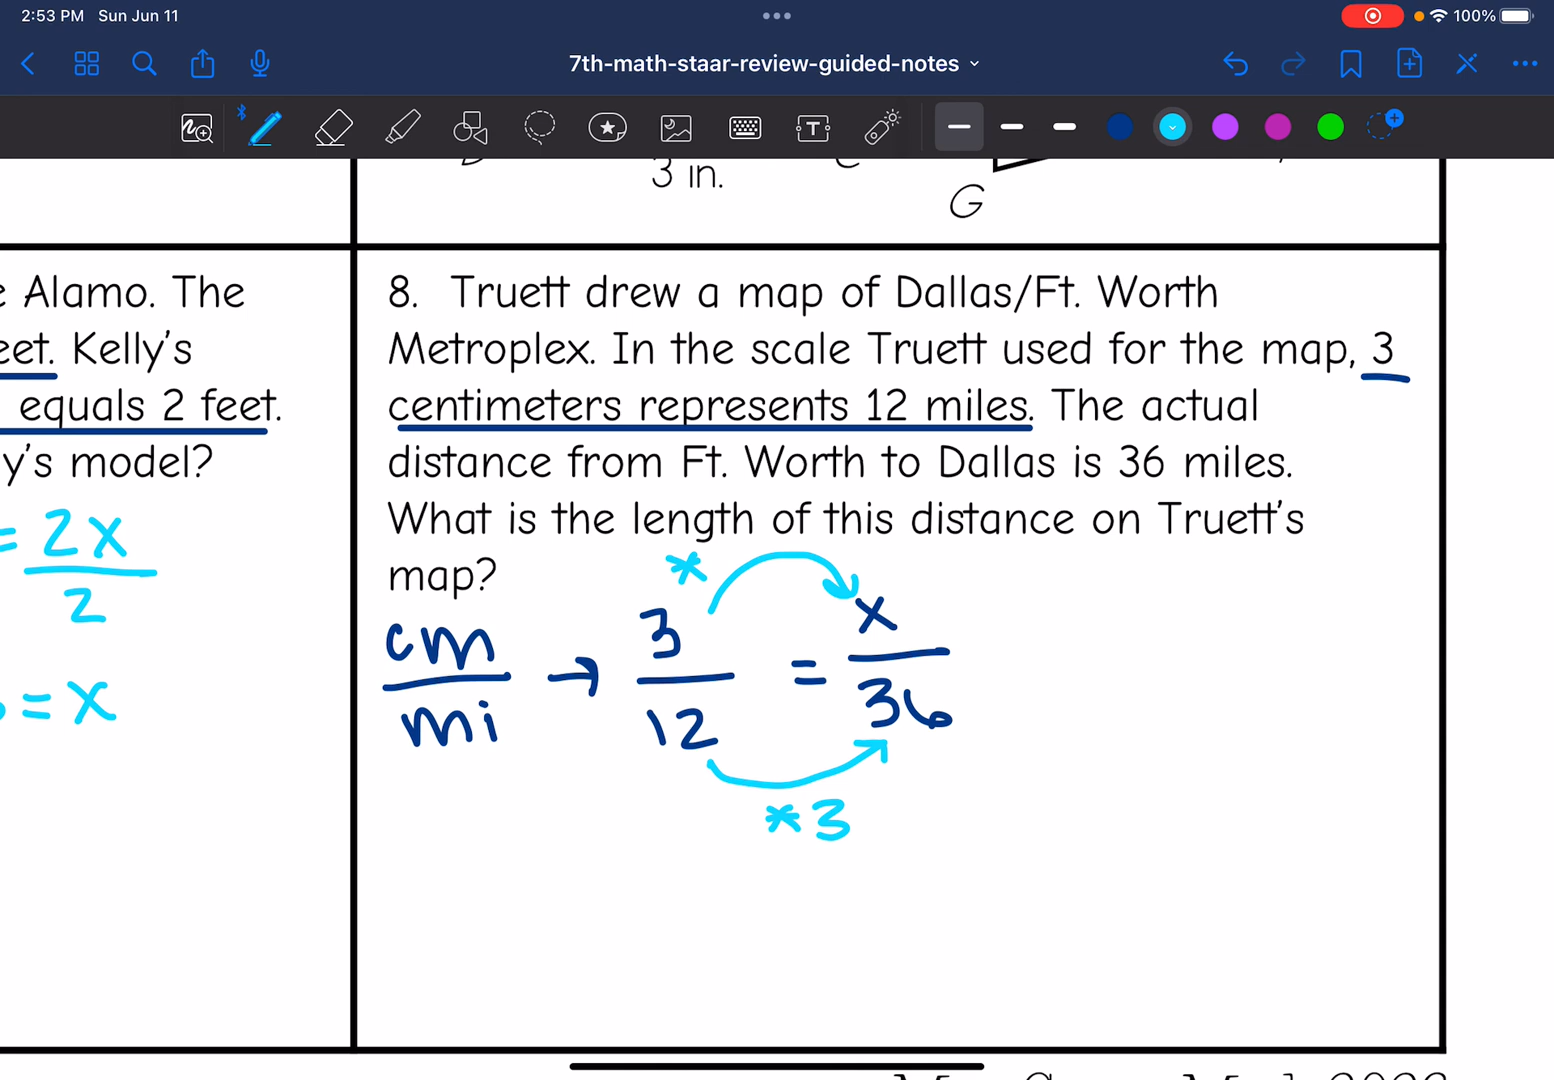 2:53 PM Sun Jun 11
100%
7th-math-staar-review-guided-notes
3 in.
G
Alamo. The
eet. Kelly's
equals 2 feet.
y's model?
= 2x
2
= x
8. Truett drew a map of Dallas/Ft. Worth
Metroplex. In the scale Truett used for the map, 3
centimeters represents 12 miles. The actual
distance from Ft. Worth to Dallas is 36 miles.
What is the length of this distance on Truett's
map?
*
cm → 3 = x
mi 12 36
*3